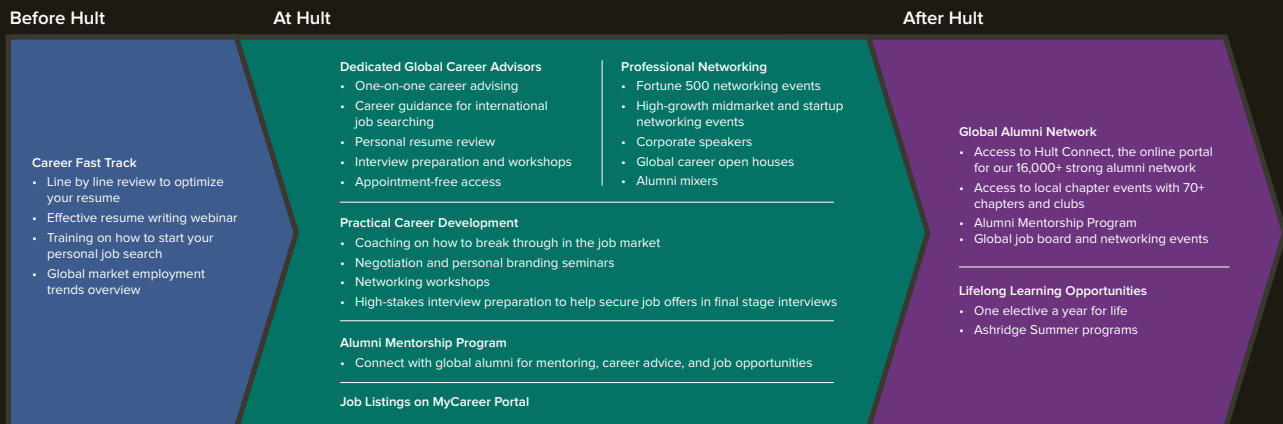 Before Hult
At Hult
After Hult
Career Fast Track
• Line by line review to optimize
your resume
• Effective resume writing webinar
• Training on how to start your
personal job search
• Global market employment
trends overview
Dedicated Global Career Advisors
• One-on-one career advising
• Career guidance for international
job searching
• Personal resume review
• Interview preparation and workshops
• Appointment-free access
Professional Networking
• Fortune 500 networking events
• High-growth midmarket and startup
networking events
• Corporate speakers
• Global career open houses
• Alumni mixers
Practical Career Development
• Coaching on how to break through in the job market
• Negotiation and personal branding seminars
• Networking workshops
• High-stakes interview preparation to help secure job offers in final stage interviews
Alumni Mentorship Program
• Connect with global alumni for mentoring, career advice, and job opportunities
Job Listings on MyCareer Portal
Global Alumni Network
• Access to Hult Connect, the online portal
for our 16,000+ strong alumni network
• Access to local chapter events with 70+
chapters and clubs
• Alumni Mentorship Program
• Global job board and networking events
Lifelong Learning Opportunities
• One elective a year for life
• Ashridge Summer programs